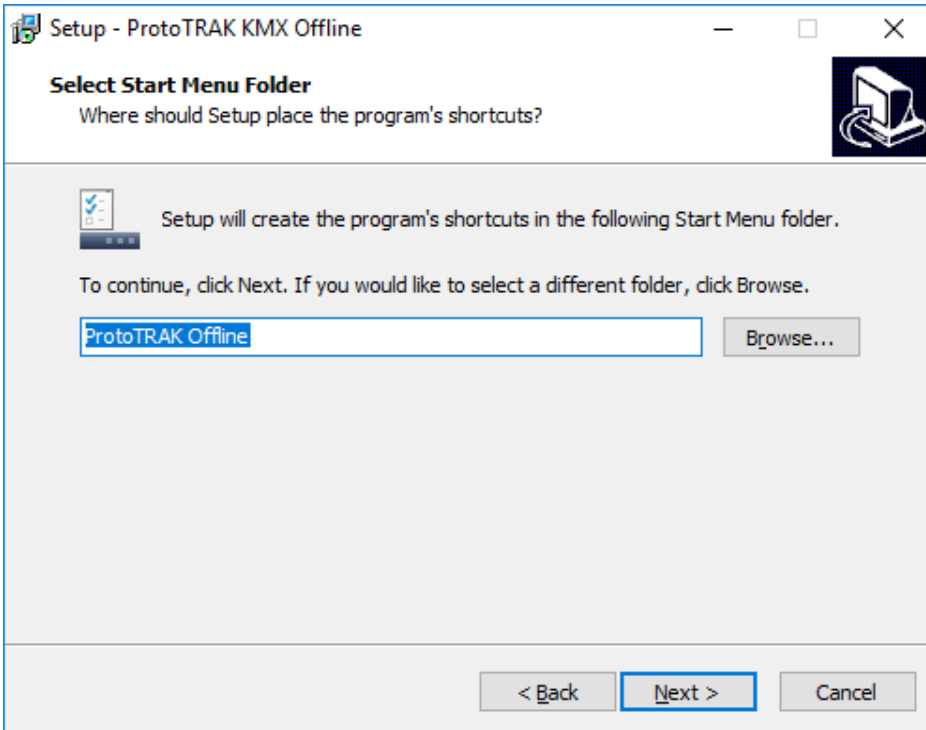 Setup - ProtoTRAK KMX Offline
Select Start Menu Folder
Where should Setup place the program's shortcuts?
Setup will create the program's shortcuts in the following Start Menu folder.
To continue, click Next. If you would like to select a different folder, click Browse.
ProtoTRAK Offline
Browse...
< Back
Next >
Cancel